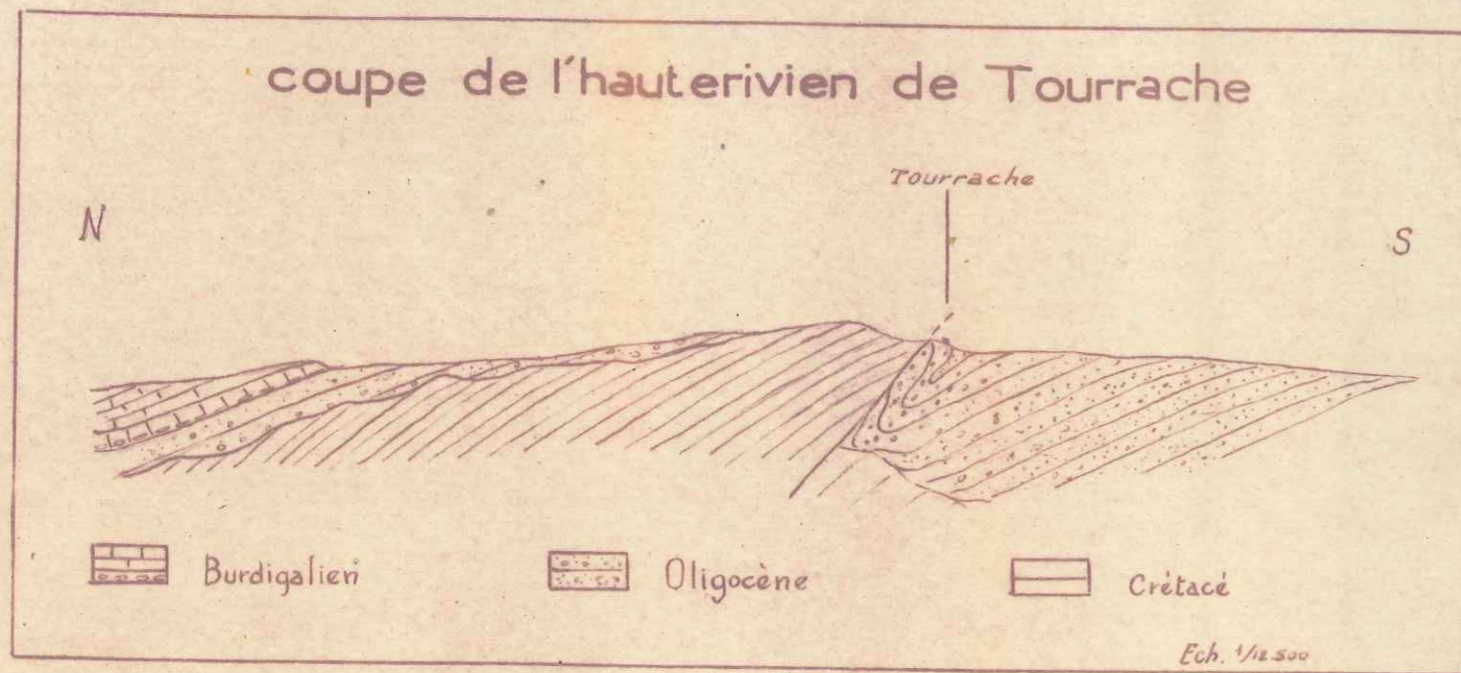 coupe de l'hauterivien de Tourrache
Tourrache
N
S
Burdigalien
Oligocène
Crétacé
Ech. 1/12.500